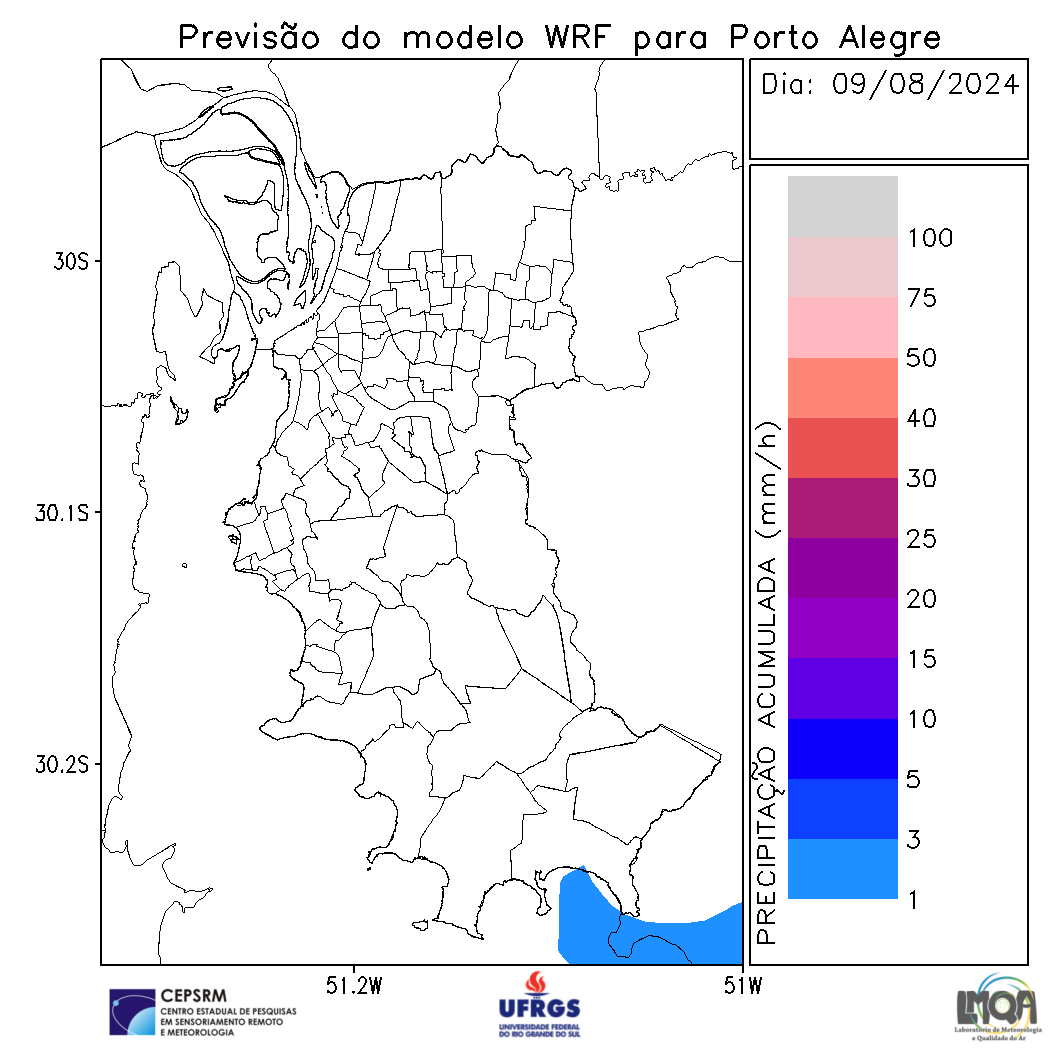 Previsão do modelo WRF para Porto Alegre
Dia: 09/08/2024
30S
30.1S
30.2S
51.2W
51W
100
75
50
40
30
25
20
15
10
5
3
1
PRECIPITAÇÃO ACUMULADA (mm/h)
CEPSRM
CENTRO ESTADUAL DE PESQUISAS
EM SENSORIAMENTO REMOTO
E METEOROLOGIA
UFRGS
UNIVERSIDADE FEDERAL
DO RIO GRANDE DO SUL
LMQA
Laboratório de Meteorologia
e Qualidade do Ar